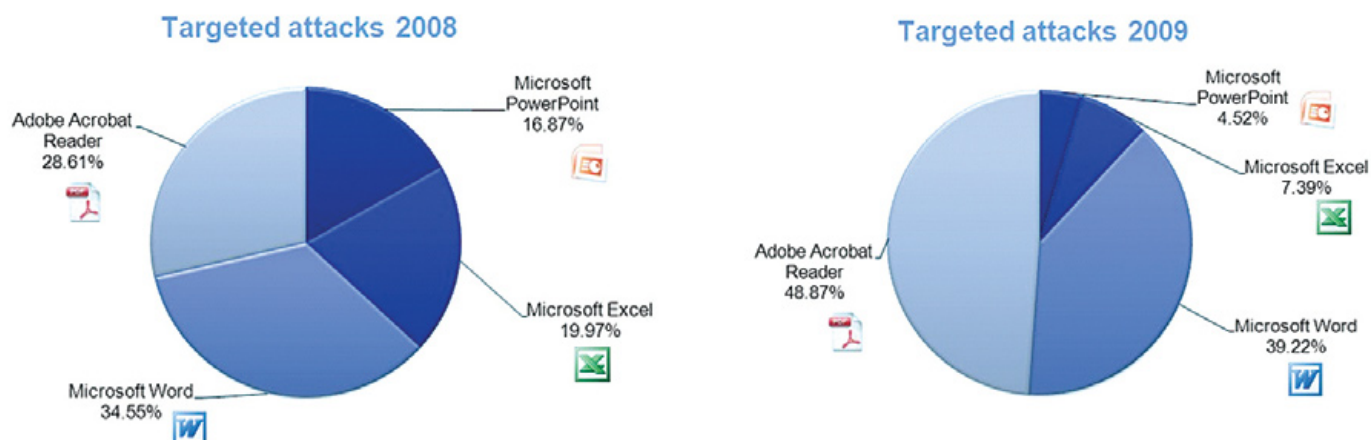 Targeted attacks 2008
Microsoft
PowerPoint
16.87%
Adobe Acrobat
Reader
28.61%
PDF
Microsoft Excel
19.97%
Microsoft Word
34.55%
W
Targeted attacks 2009
Microsoft
PowerPoint
4.52%
Microsoft Excel
7.39%
Adobe Acrobat
Reader
48.87%
PDF
Microsoft Word
39.22%
W